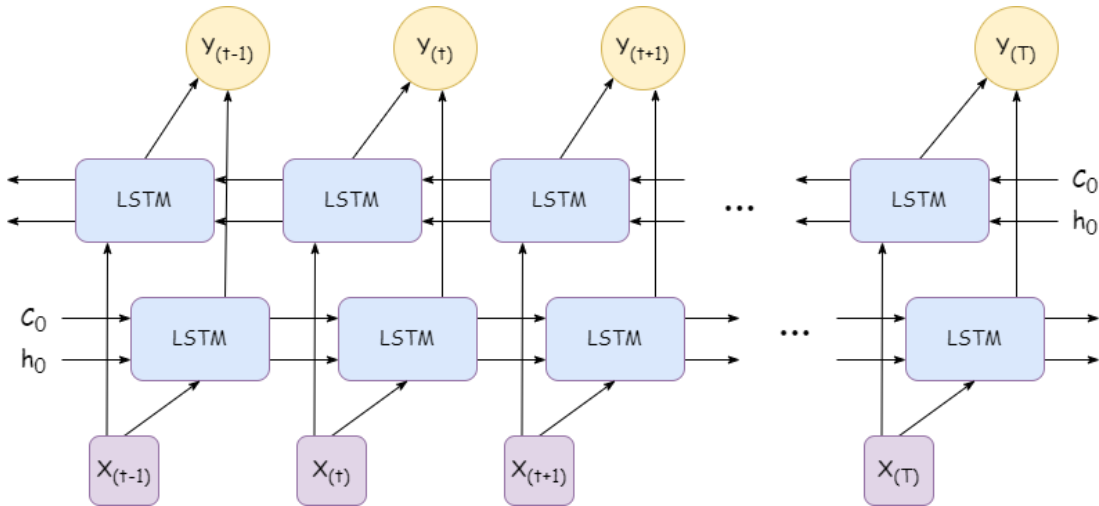 Y(t-1) Y(t) Y(t+1) Y(T)
LSTM LSTM LSTM ... LSTM C0
h0
C0 LSTM LSTM LSTM ... LSTM
h0
X(t-1) X(t) X(t+1) X(T)